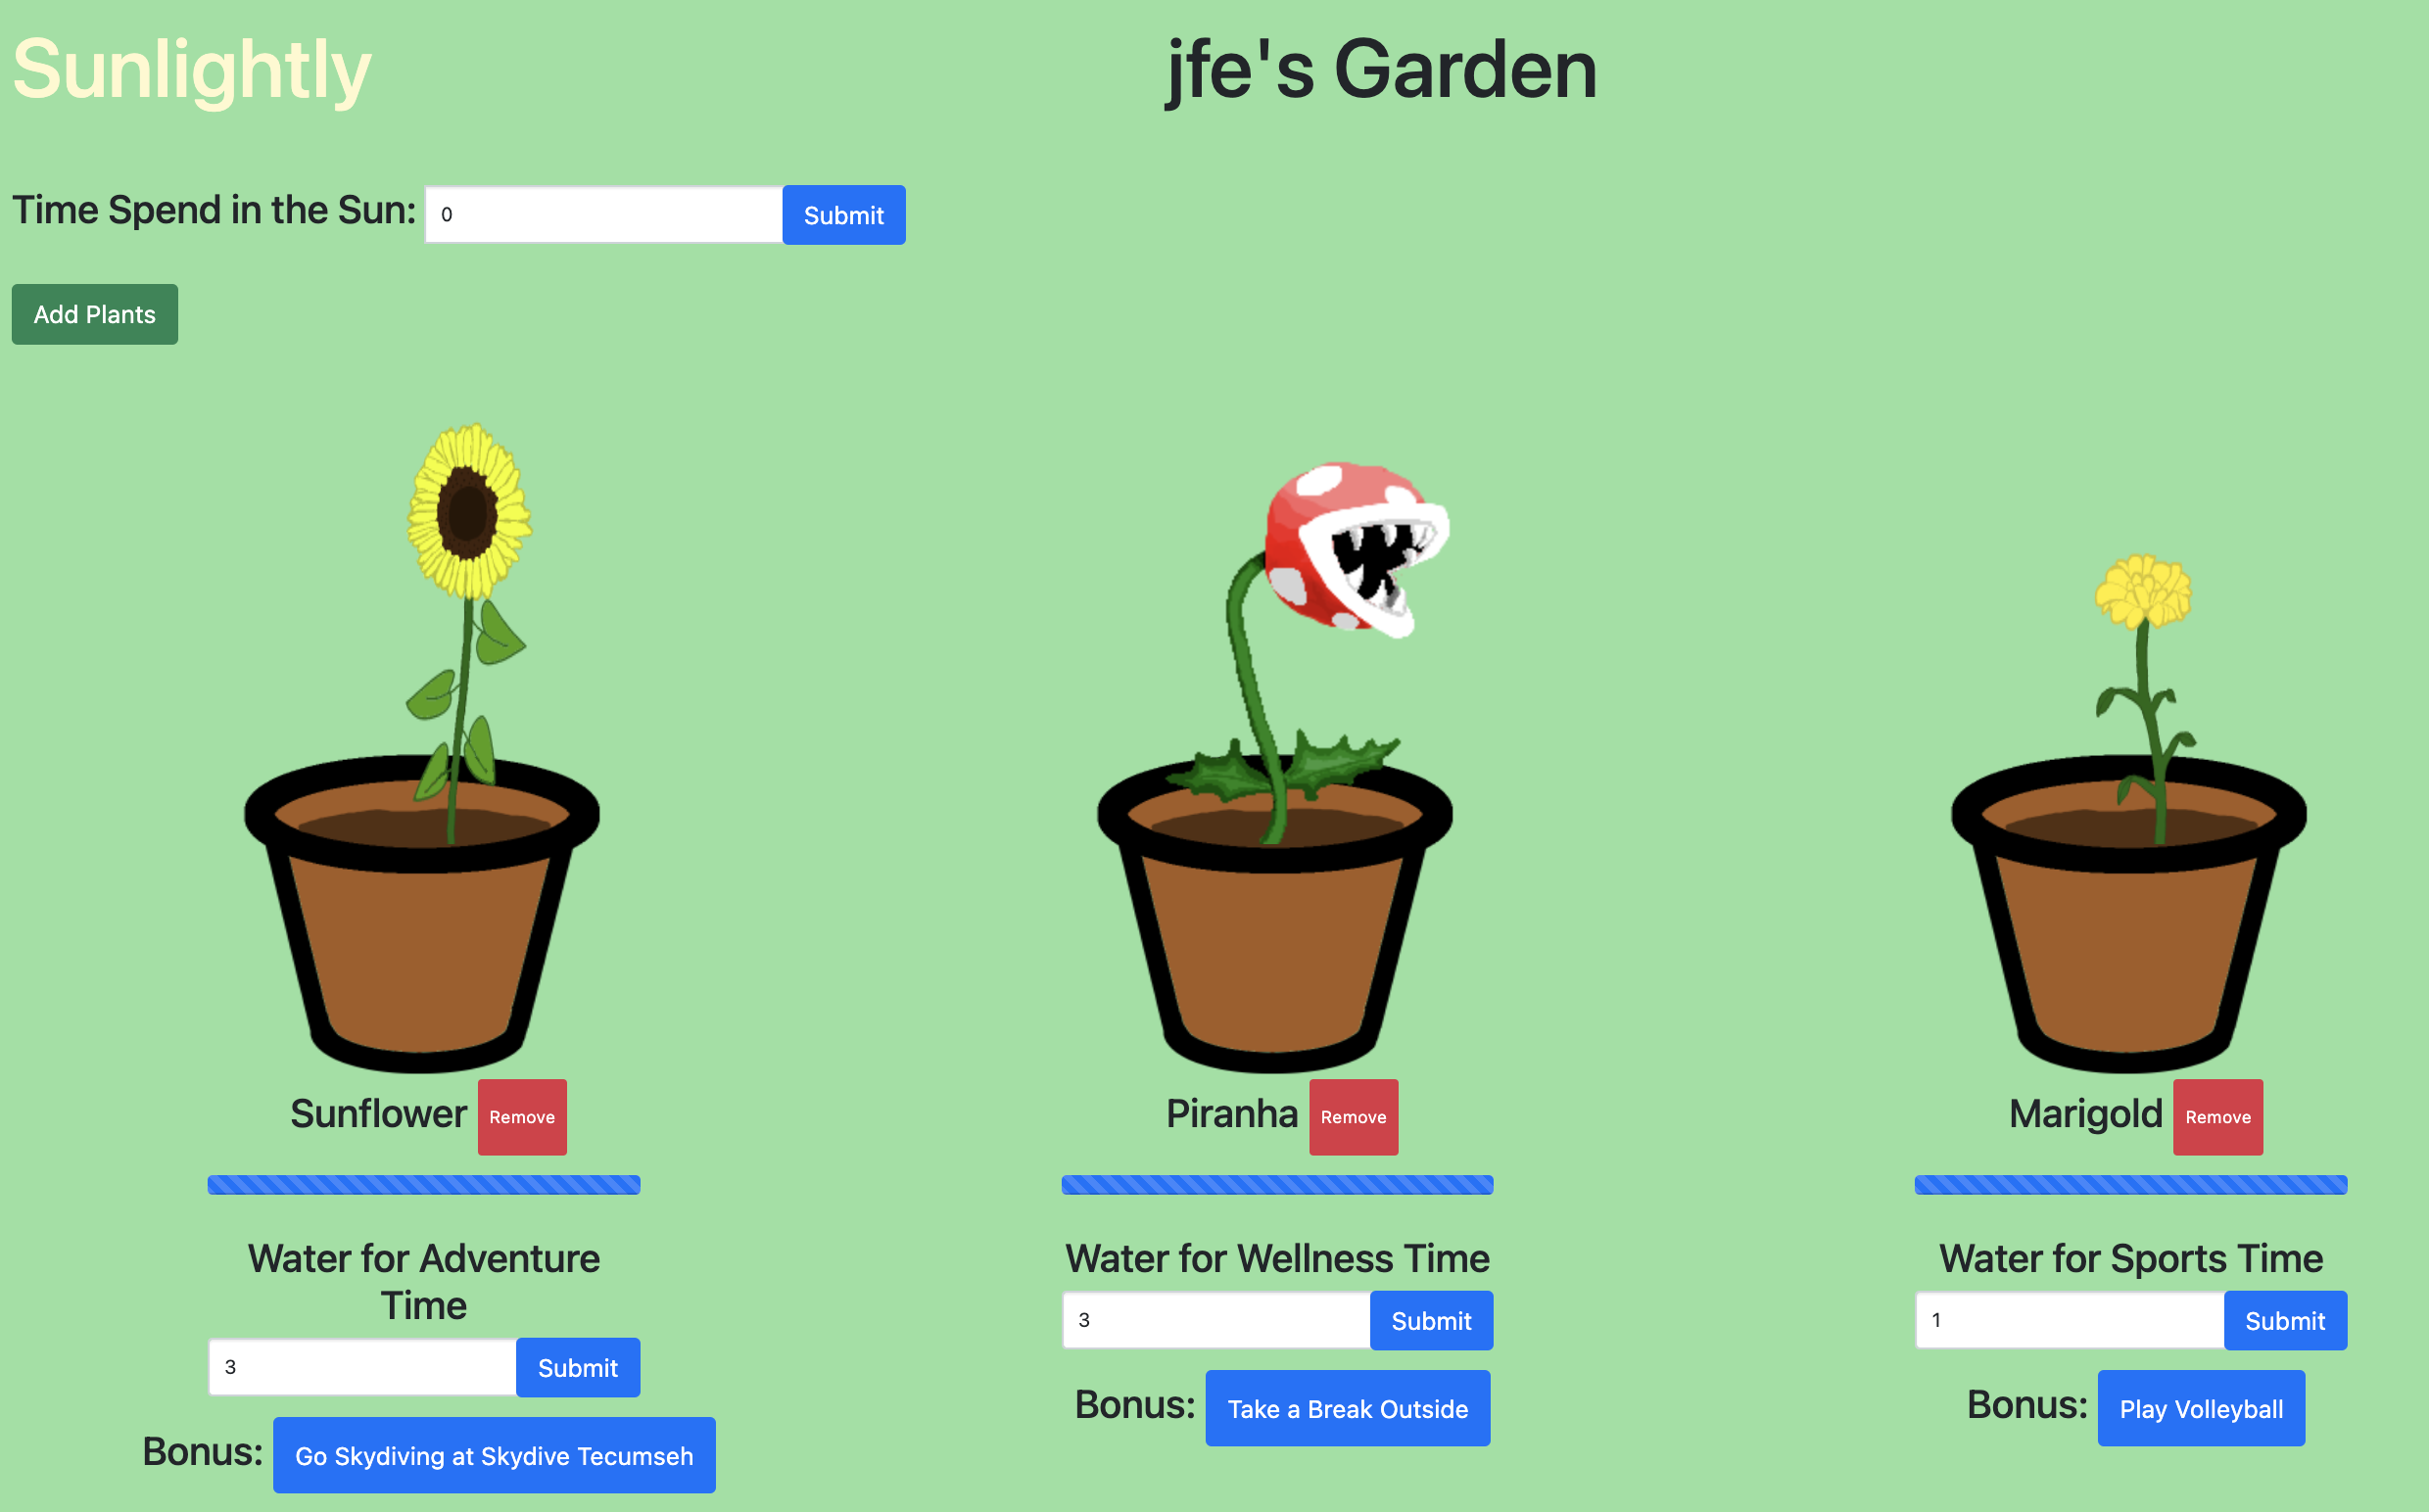 Sunlightly
jfe's Garden
Time Spend in the Sun: 0 Submit
Add Plants
Sunflower Remove
Water for Adventure
Time
3 Submit
Bonus: Go Skydiving at Skydive Tecumseh
Piranha Remove
Water for Wellness Time
3 Submit
Bonus: Take a Break Outside
Marigold Remove
Water for Sports Time
1 Submit
Bonus: Play Volleyball